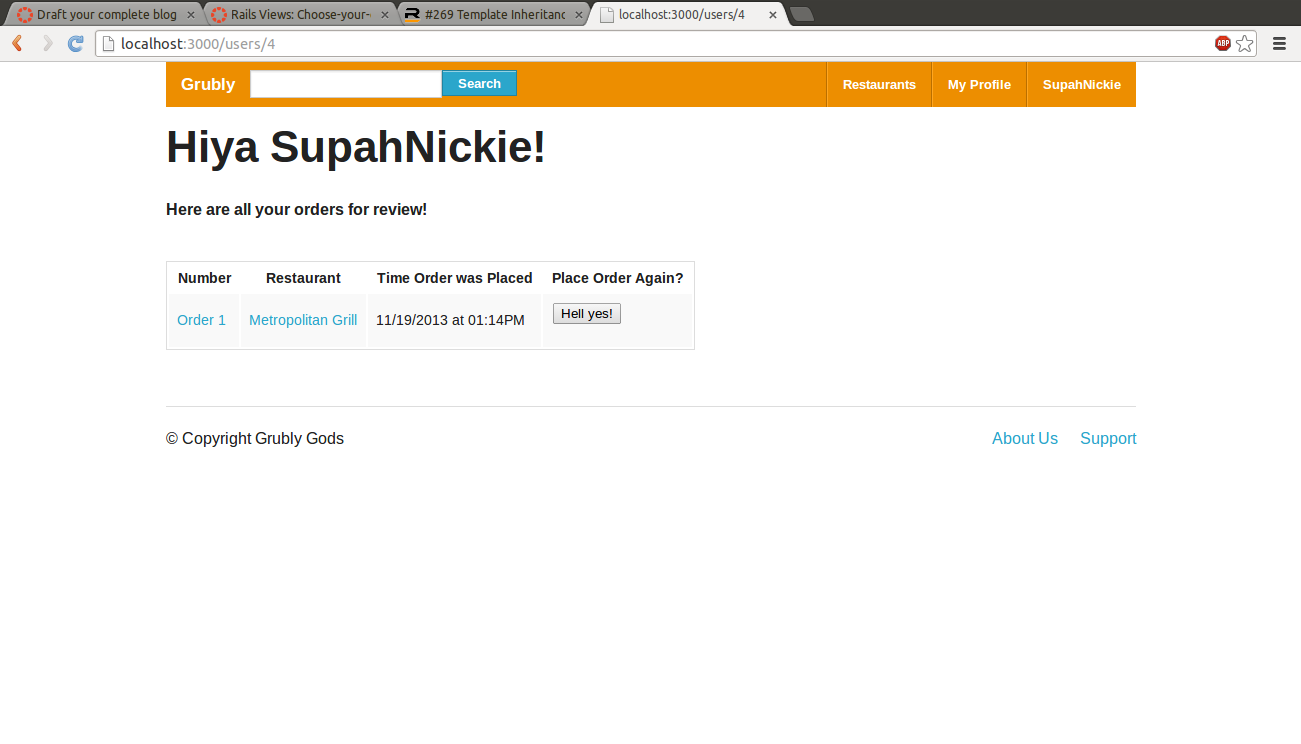 Draft your complete blog
Rails Views: Choose-your-
#269 Template Inheritanc
localhost:3000/users/4
localhost:3000/users/4
ABP
Grubly
Search
Restaurants
My Profile
SupahNickie
Hiya SupahNickie!
Here are all your orders for review!
Number Restaurant Time Order was Placed Place Order Again?
Order 1 Metropolitan Grill 11/19/2013 at 01:14PM Hell yes!
© Copyright Grubly Gods
About Us Support